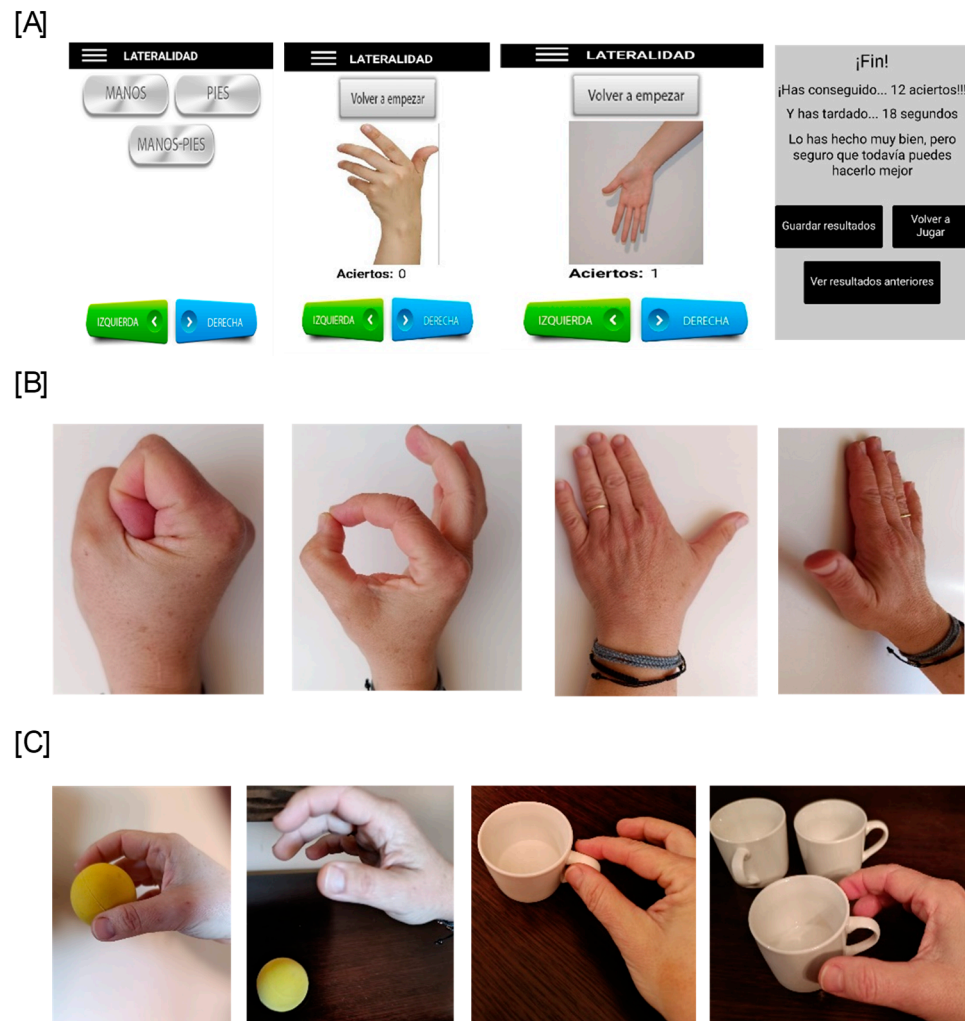 [A]
LATERALIDAD
MANOS
PIES
MANOS-PIES
IZQUIERDA
DERECHA
LATERALIDAD
Volver a empezar
Aciertos: 0
IZQUIERDA
DERECHA
LATERALIDAD
Volver a empezar
Aciertos: 1
IZQUIERDA
DERECHA
¡Fin!
¡Has conseguido... 12 aciertos!!!
Y has tardado... 18 segundos
Lo has hecho muy bien, pero
seguro que todavía puedes
hacerlo mejor
Guardar resultados
Volver a
Jugar
Ver resultados anteriores
[B]
[C]